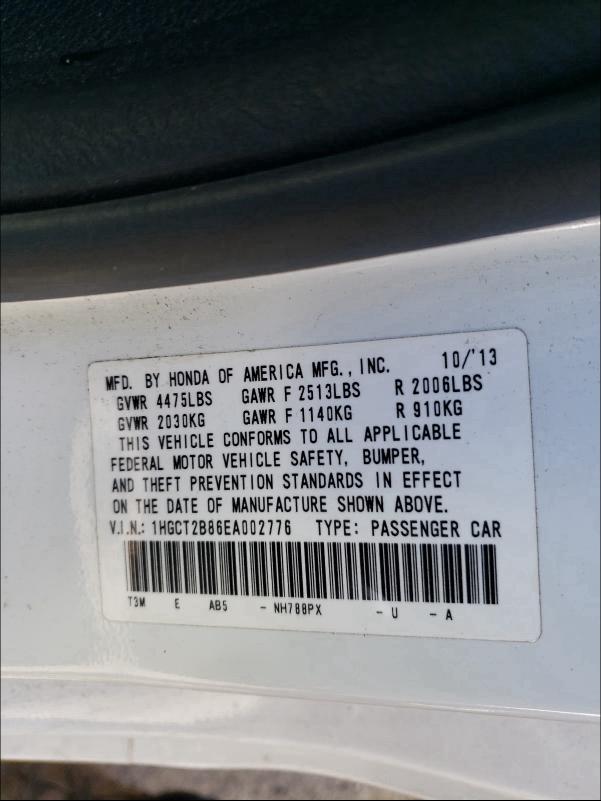 MFD. BY HONDA OF AMERICA MFG., INC. 10/'13
GVWR 4475LBS GAWR F 2513LBS R 2006LBS
GVWR 2030KG GAWR F 1140KG R 910KG
THIS VEHICLE CONFORMS TO ALL APPLICABLE
FEDERAL MOTOR VEHICLE SAFETY, BUMPER,
AND THEFT PREVENTION STANDARDS IN EFFECT
ON THE DATE OF MANUFACTURE SHOWN ABOVE.
V.I.N.: 1HGCT2B86EA002776 TYPE: PASSENGER CAR
T3M E AB5 - NH788PX - U - A